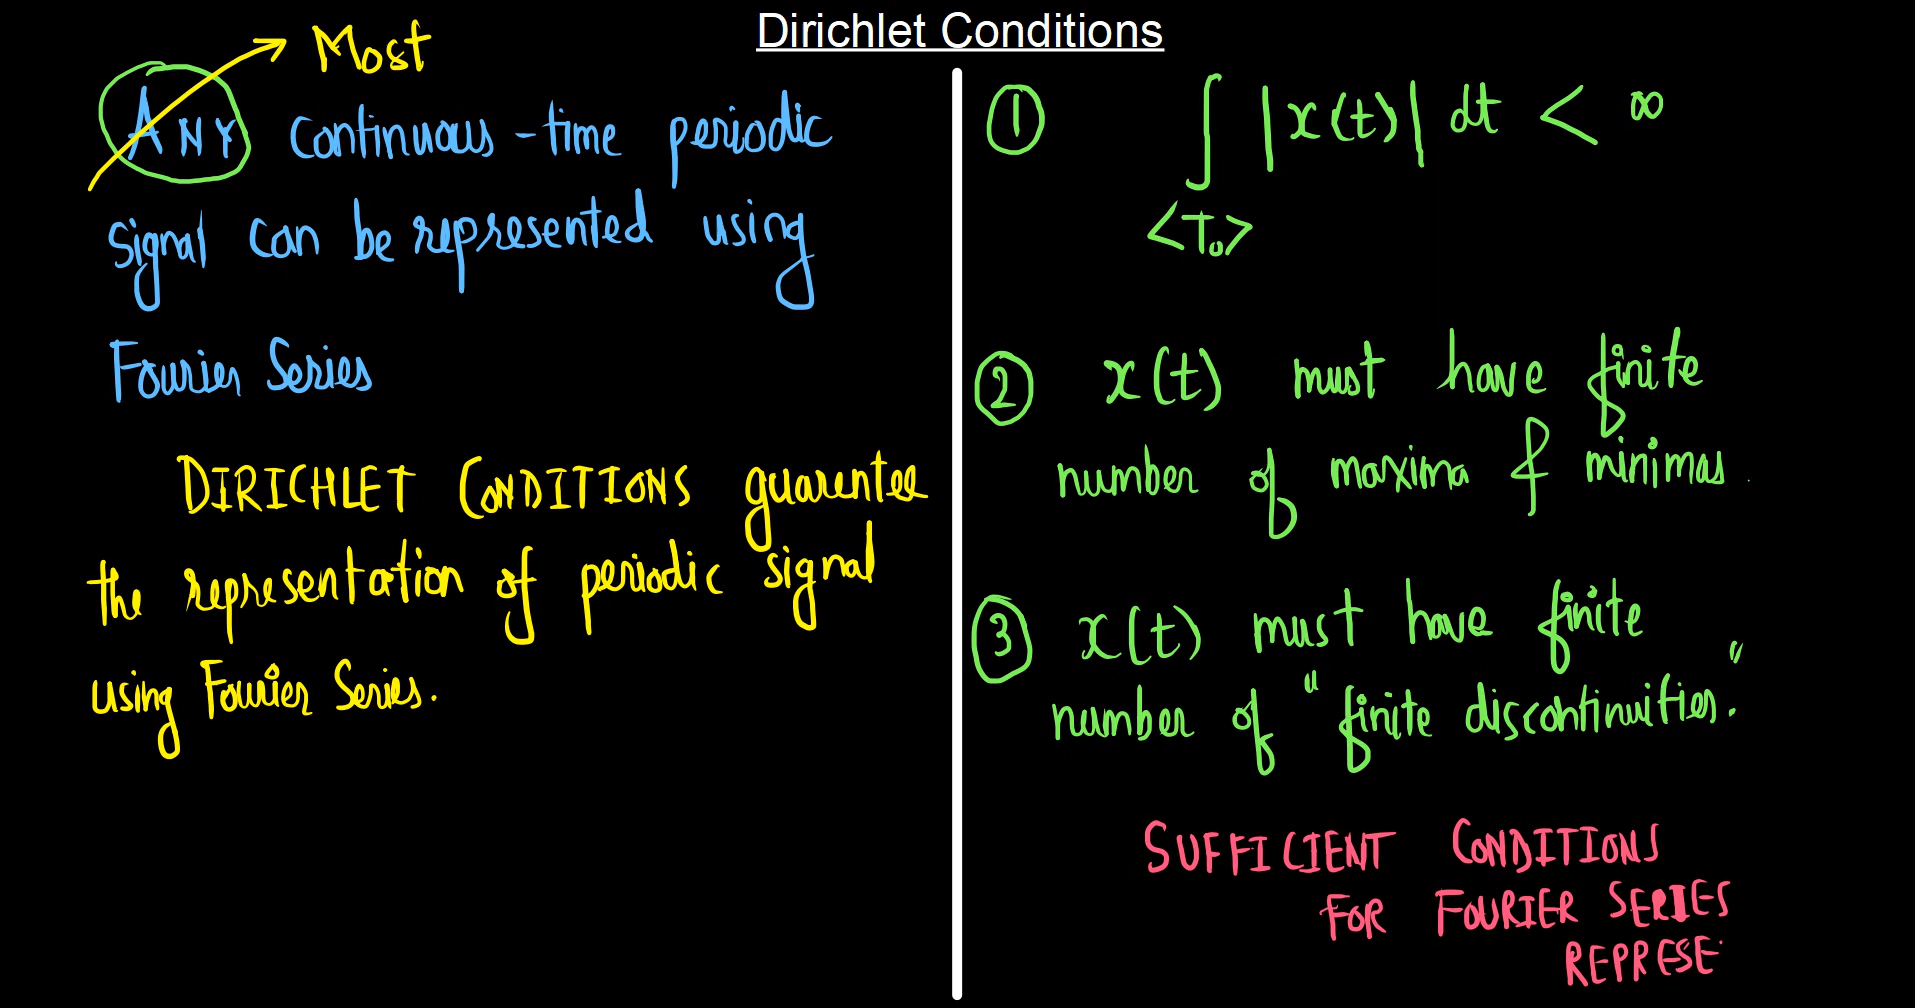 Dirichlet Conditions
Most
ANY continuous-time periodic
signal can be represented using
Fourier Series
DIRICHLET CONDITIONS guarentee
the representation of periodic signal
using Fourier Series.
① ∫ |x(t)| dt < ∞
<T₀>
② x(t) must have finite
number of maxima & minimas.
③ x(t) must have finite
number of "finite discontinuities."
SUFFICIENT CONDITIONS
FOR FOURIER SERIES
REPRESE